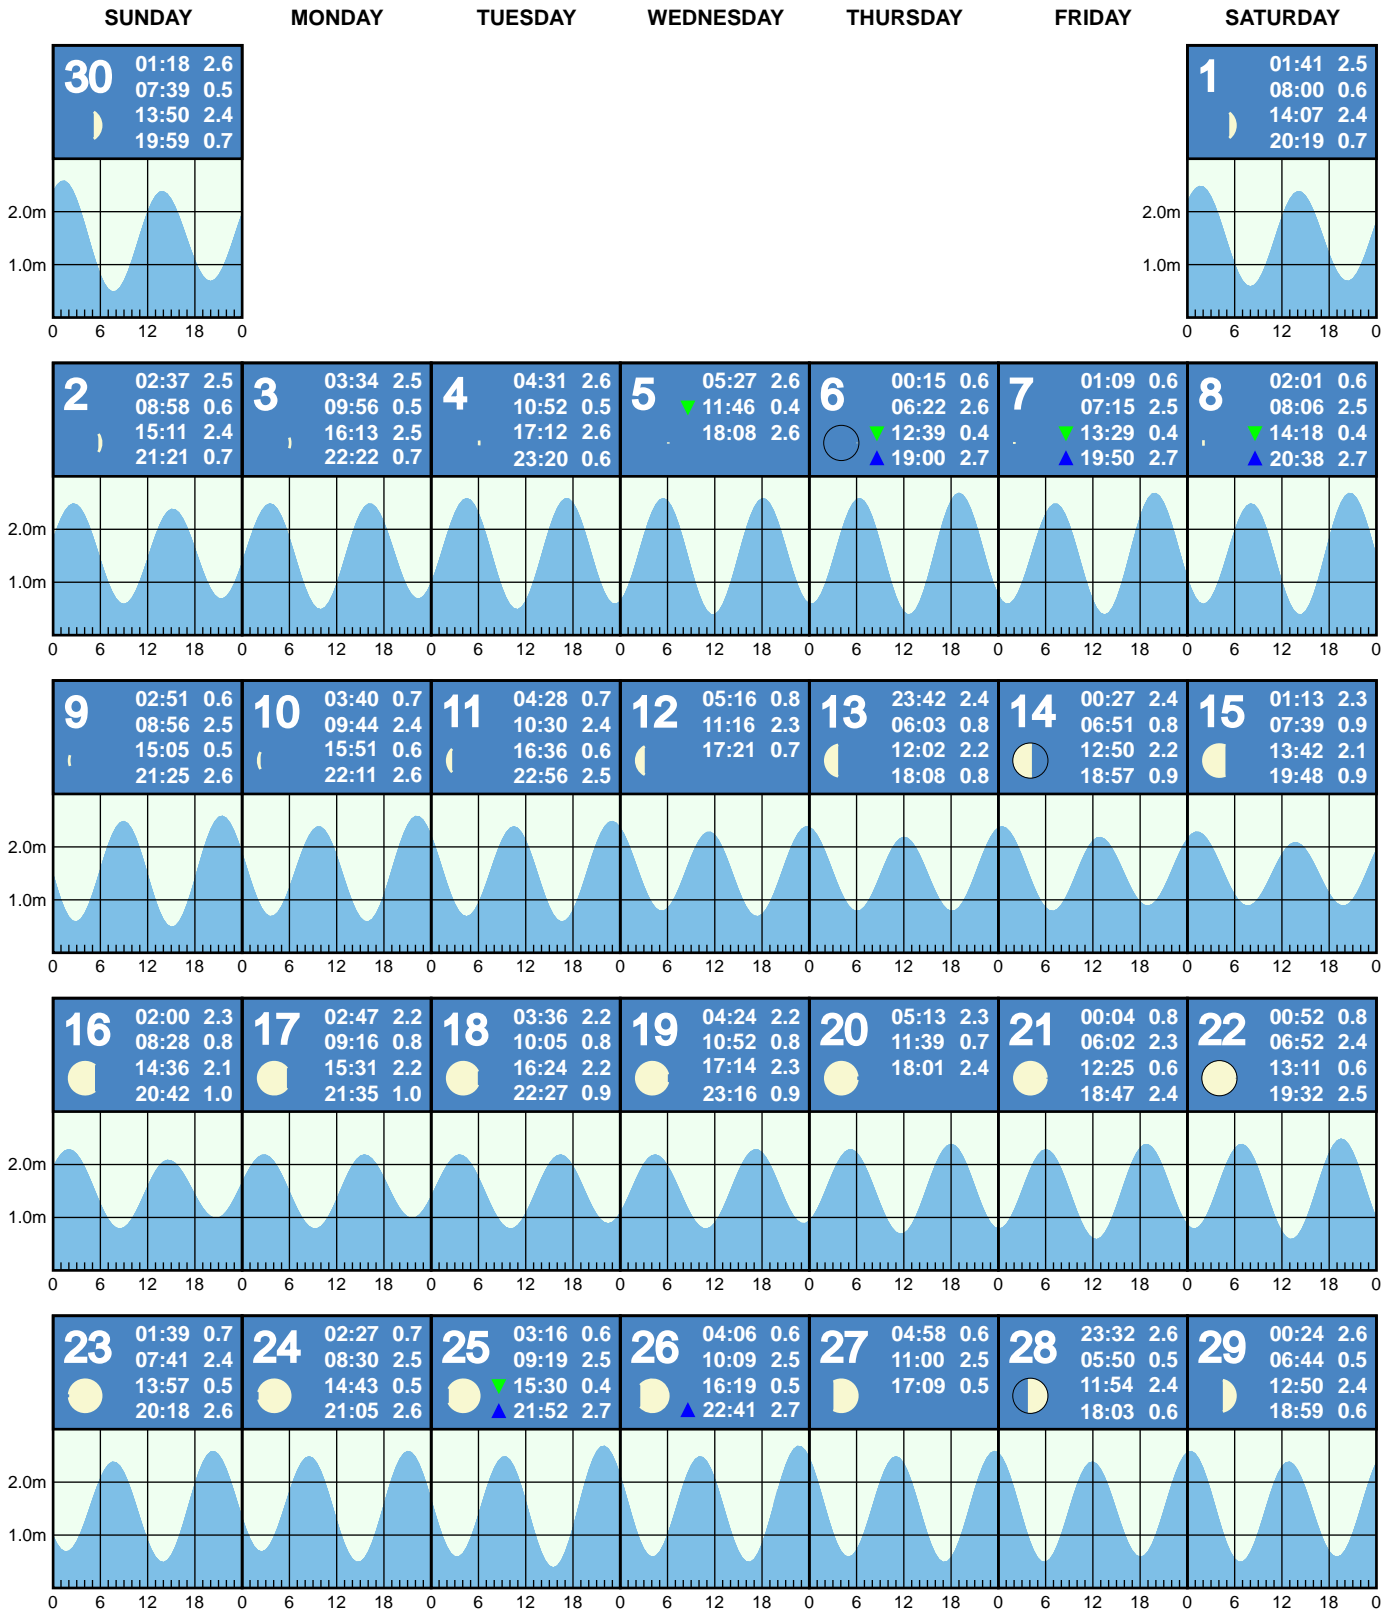 SUNDAY MONDAY TUESDAY WEDNESDAY THURSDAY FRIDAY SATURDAY
30 01:18 2.6
07:39 0.5
13:50 2.4
19:59 0.7
1 01:41 2.5
08:00 0.6
14:07 2.4
20:19 0.7
2.0m
1.0m
0 6 12 18 0
2.0m
1.0m
0 6 12 18 0
2 02:37 2.5
08:58 0.6
15:11 2.4
21:21 0.7
3 03:34 2.5
09:56 0.5
16:13 2.5
22:22 0.7
4 04:31 2.6
10:52 0.5
17:12 2.6
23:20 0.6
5 05:27 2.6
11:46 0.4
18:08 2.6
6 00:15 0.6
06:22 2.6
12:39 0.4
19:00 2.7
7 01:09 0.6
07:15 2.5
13:29 0.4
19:50 2.7
8 02:01 0.6
08:06 2.5
14:18 0.4
20:38 2.7
2.0m
1.0m
0 6 12 18 0 6 12 18 0 6 12 18 0 6 12 18 0 6 12 18 0 6 12 18 0 6 12 18 0
9 02:51 0.6
08:56 2.5
15:05 0.5
21:25 2.6
10 03:40 0.7
09:44 2.4
15:51 0.6
22:11 2.6
11 04:28 0.7
10:30 2.4
16:36 0.6
22:56 2.5
12 05:16 0.8
11:16 2.3
17:21 0.7
13 23:42 2.4
06:03 0.8
12:02 2.2
18:08 0.8
14 00:27 2.4
06:51 0.8
12:50 2.2
18:57 0.9
15 01:13 2.3
07:39 0.9
13:42 2.1
19:48 0.9
2.0m
1.0m
0 6 12 18 0 6 12 18 0 6 12 18 0 6 12 18 0 6 12 18 0 6 12 18 0 6 12 18 0
16 02:00 2.3
08:28 0.8
14:36 2.1
20:42 1.0
17 02:47 2.2
09:16 0.8
15:31 2.2
21:35 1.0
18 03:36 2.2
10:05 0.8
16:24 2.2
22:27 0.9
19 04:24 2.2
10:52 0.8
17:14 2.3
23:16 0.9
20 05:13 2.3
11:39 0.7
18:01 2.4
21 00:04 0.8
06:02 2.3
12:25 0.6
18:47 2.4
22 00:52 0.8
06:52 2.4
13:11 0.6
19:32 2.5
2.0m
1.0m
0 6 12 18 0 6 12 18 0 6 12 18 0 6 12 18 0 6 12 18 0 6 12 18 0 6 12 18 0
23 01:39 0.7
07:41 2.4
13:57 0.5
20:18 2.6
24 02:27 0.7
08:30 2.5
14:43 0.5
21:05 2.6
25 03:16 0.6
09:19 2.5
15:30 0.4
21:52 2.7
26 04:06 0.6
10:09 2.5
16:19 0.5
22:41 2.7
27 04:58 0.6
11:00 2.5
17:09 0.5
28 23:32 2.6
05:50 0.5
11:54 2.4
18:03 0.6
29 00:24 2.6
06:44 0.5
12:50 2.4
18:59 0.6
2.0m
1.0m
0 6 12 18 0 6 12 18 0 6 12 18 0 6 12 18 0 6 12 18 0 6 12 18 0 6 12 18 0